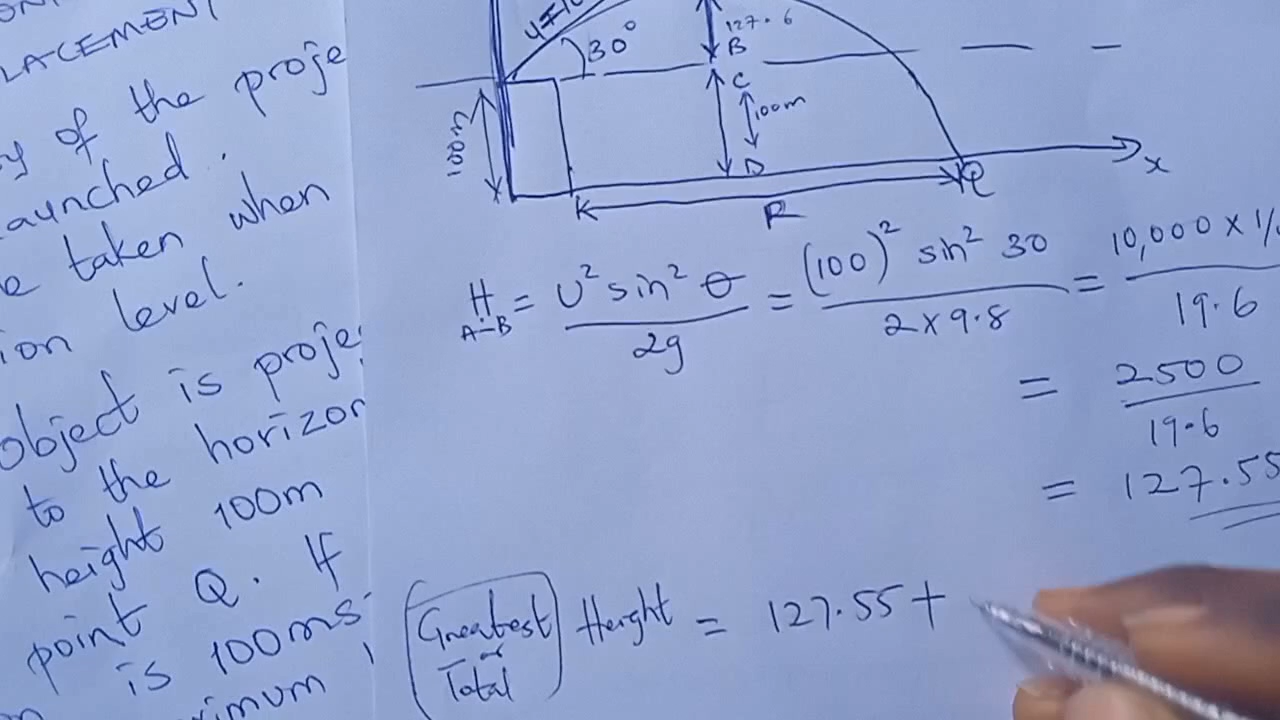 LACEMENT
of the proje
aunched.
taken when
ion level.
object is proje
to the horizon
height 100m
point Q. If
is 100ms
ximum
30°
127.6
B
C
100m
100m
D
Q
x
K
R
H A-B = U² sin² θ / 2g = (100)² sin² 30 / 2 × 9.8 = 10,000 × 1/ / 19.6
= 2500 / 19.6
= 127.55
(Greatest or Total) Height = 127.55 +